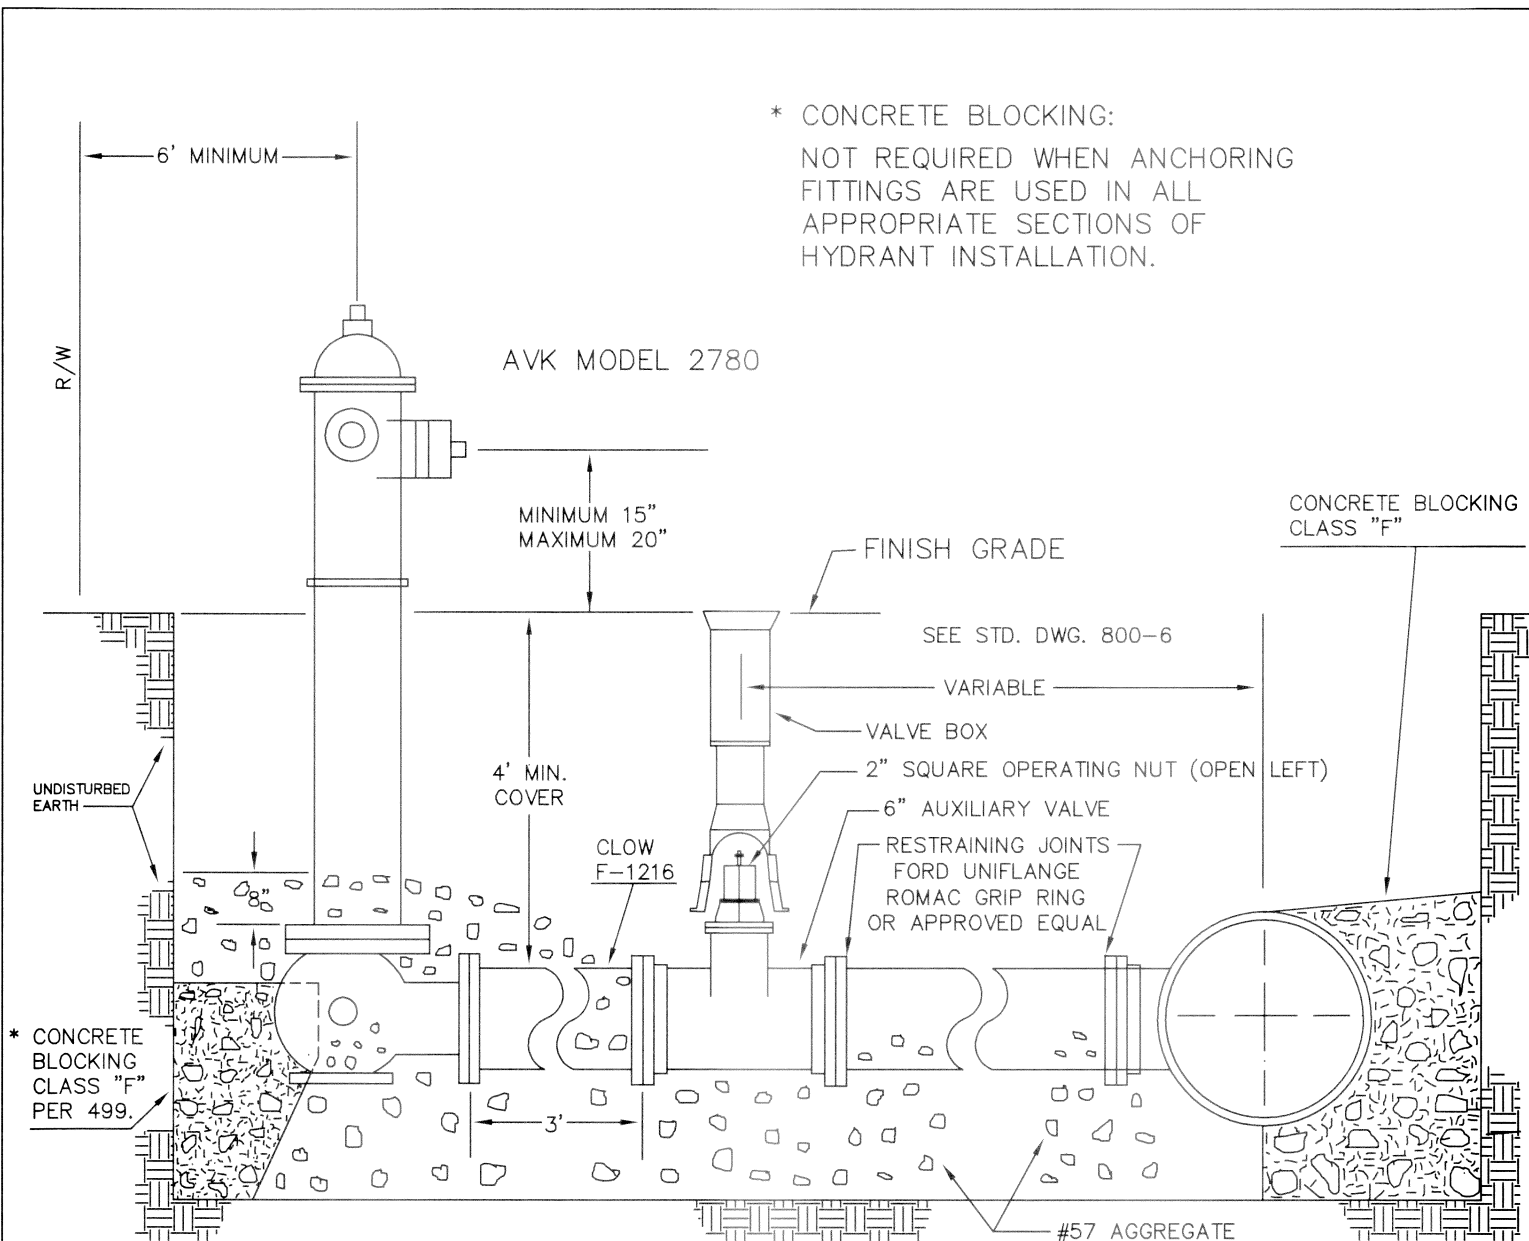 * CONCRETE BLOCKING:
NOT REQUIRED WHEN ANCHORING
FITTINGS ARE USED IN ALL
APPROPRIATE SECTIONS OF
HYDRANT INSTALLATION.
6' MINIMUM
R/W
AVK MODEL 2780
MINIMUM 15"
MAXIMUM 20"
CONCRETE BLOCKING
CLASS "F"
FINISH GRADE
SEE STD. DWG. 800-6
VARIABLE
VALVE BOX
2" SQUARE OPERATING NUT (OPEN LEFT)
4' MIN.
COVER
UNDISTURBED
EARTH
6" AUXILIARY VALVE
CLOW
F-1216
RESTRAINING JOINTS
FORD UNIFLANGE
ROMAC GRIP RING
OR APPROVED EQUAL
8"
* CONCRETE
BLOCKING
CLASS "F"
PER 499.
3'
#57 AGGREGATE